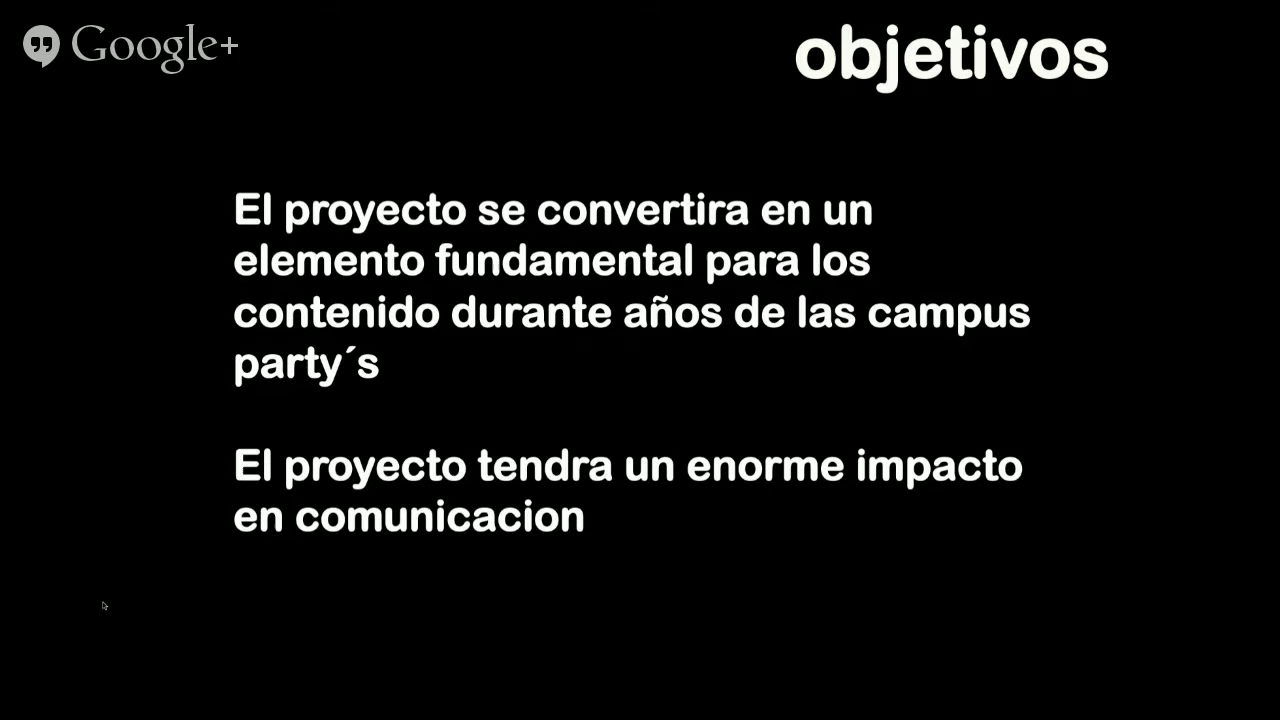 Google+
objetivos
El proyecto se convertira en un
elemento fundamental para los
contenido durante años de las campus
party´s
El proyecto tendra un enorme impacto
en comunicacion